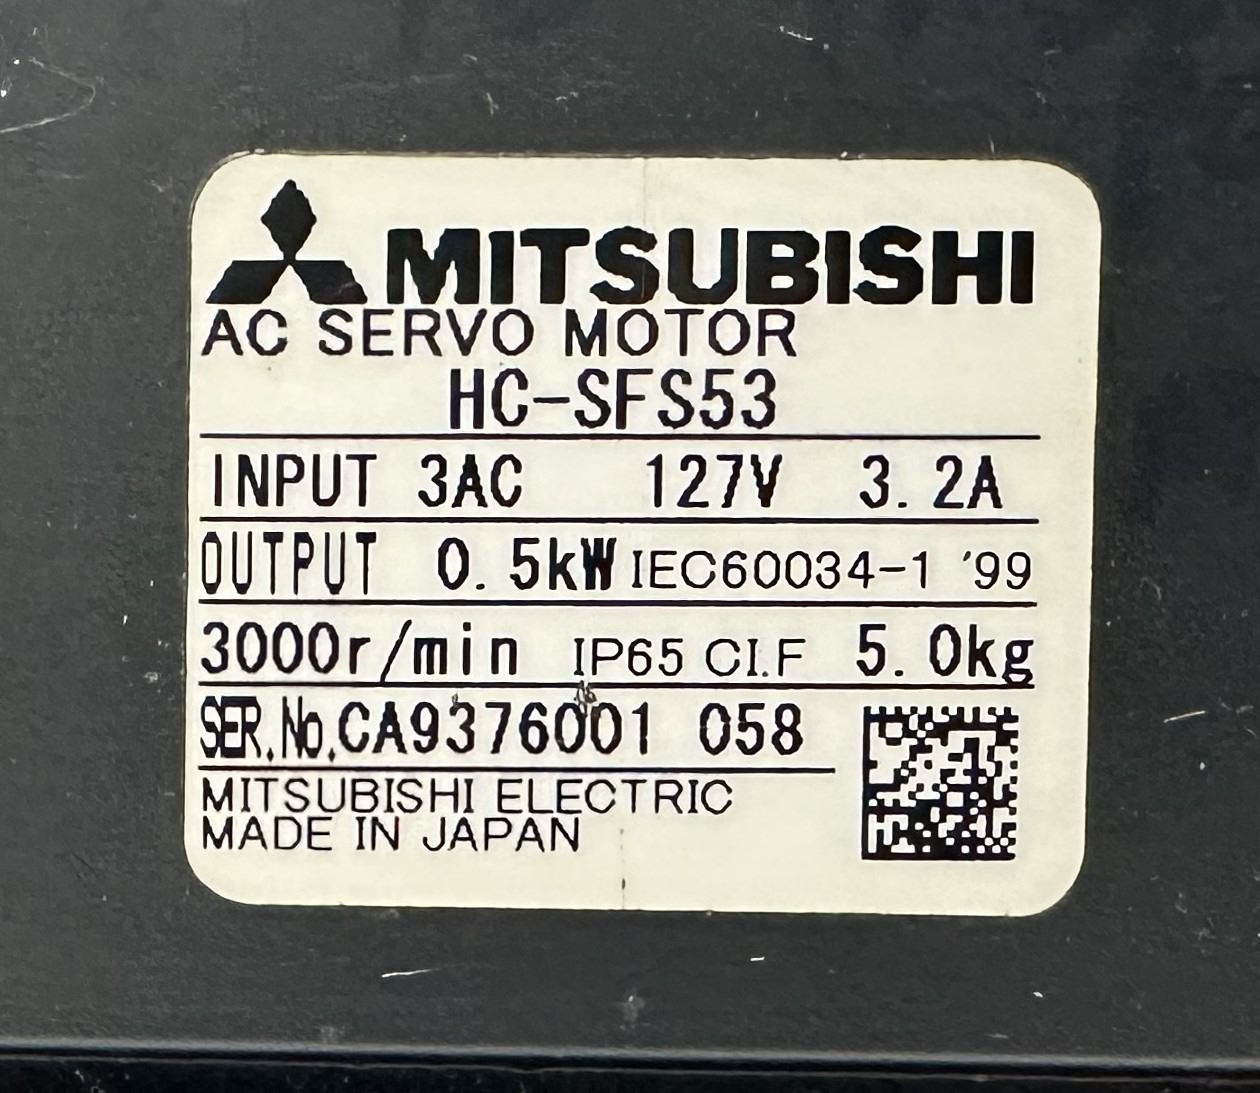 MITSUBISHI
AC SERVO MOTOR
HC-SFS53
INPUT 3AC 127V 3.2A
OUTPUT 0.5kW IEC60034-1 '99
3000r/min IP65 CI.F 5.0kg
SER.No.CA9376001 058
MITSUBISHI ELECTRIC
MADE IN JAPAN